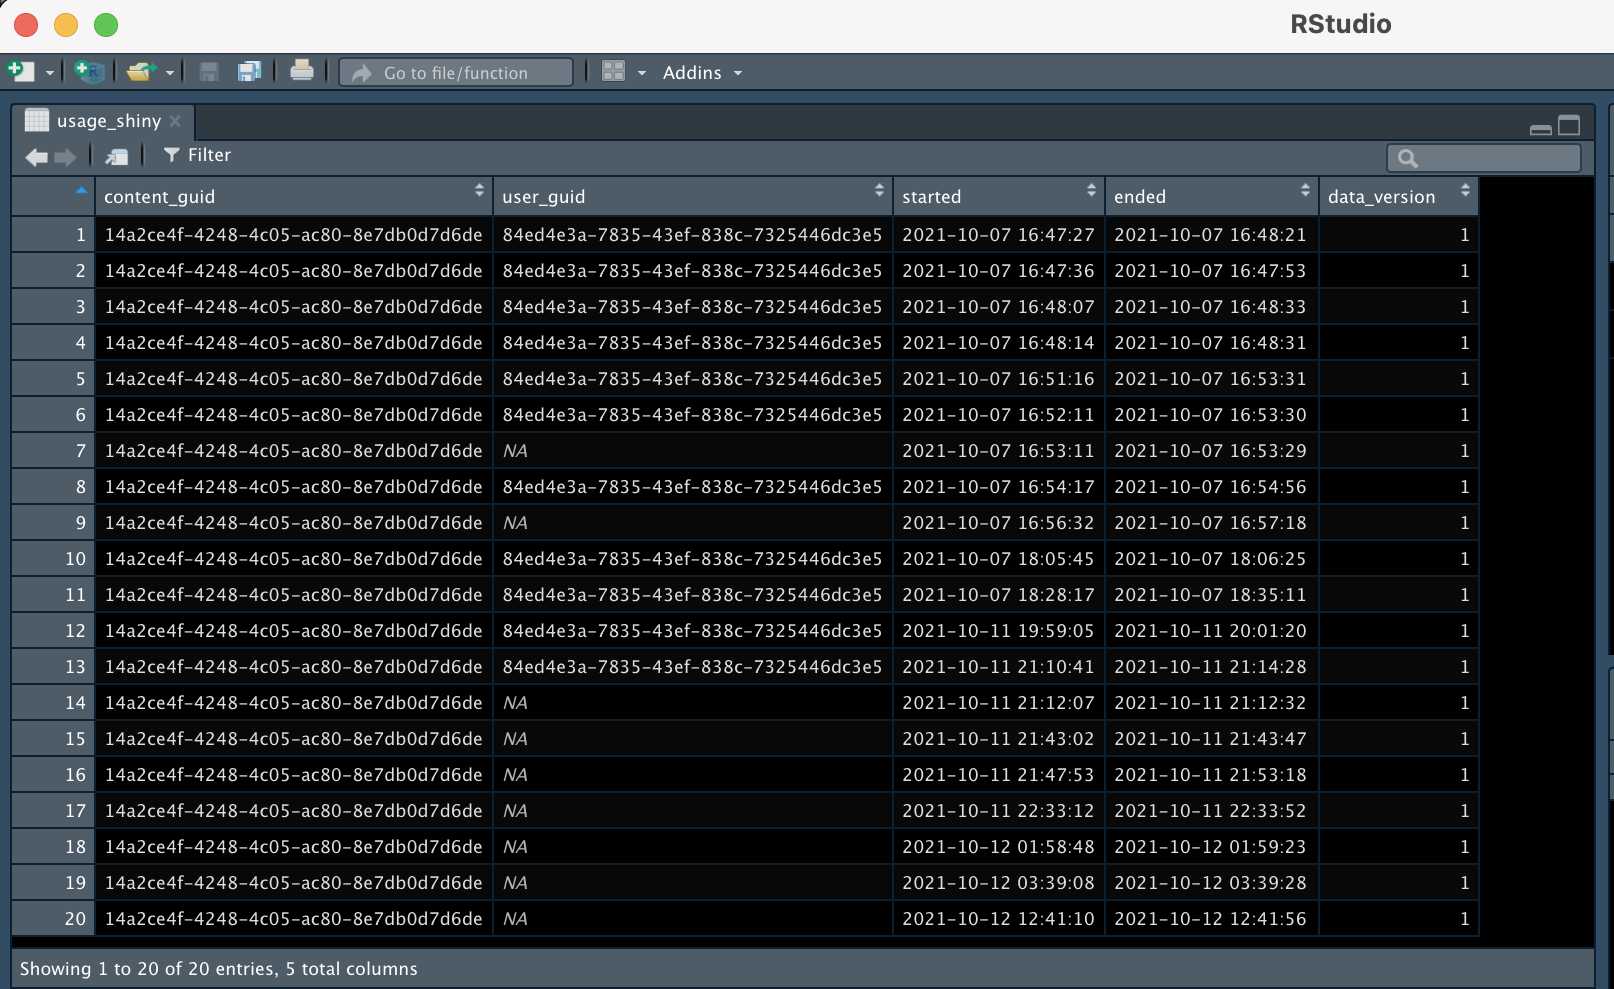 RStudio
Go to file/function Addins
usage_shiny
Filter
content_guid user_guid started ended data_version
1 14a2ce4f-4248-4c05-ac80-8e7db0d7d6de 84ed4e3a-7835-43ef-838c-7325446dc3e5 2021-10-07 16:47:27 2021-10-07 16:48:21 1
2 14a2ce4f-4248-4c05-ac80-8e7db0d7d6de 84ed4e3a-7835-43ef-838c-7325446dc3e5 2021-10-07 16:47:36 2021-10-07 16:47:53 1
3 14a2ce4f-4248-4c05-ac80-8e7db0d7d6de 84ed4e3a-7835-43ef-838c-7325446dc3e5 2021-10-07 16:48:07 2021-10-07 16:48:33 1
4 14a2ce4f-4248-4c05-ac80-8e7db0d7d6de 84ed4e3a-7835-43ef-838c-7325446dc3e5 2021-10-07 16:48:14 2021-10-07 16:48:31 1
5 14a2ce4f-4248-4c05-ac80-8e7db0d7d6de 84ed4e3a-7835-43ef-838c-7325446dc3e5 2021-10-07 16:51:16 2021-10-07 16:53:31 1
6 14a2ce4f-4248-4c05-ac80-8e7db0d7d6de 84ed4e3a-7835-43ef-838c-7325446dc3e5 2021-10-07 16:52:11 2021-10-07 16:53:30 1
7 14a2ce4f-4248-4c05-ac80-8e7db0d7d6de NA 2021-10-07 16:53:11 2021-10-07 16:53:29 1
8 14a2ce4f-4248-4c05-ac80-8e7db0d7d6de 84ed4e3a-7835-43ef-838c-7325446dc3e5 2021-10-07 16:54:17 2021-10-07 16:54:56 1
9 14a2ce4f-4248-4c05-ac80-8e7db0d7d6de NA 2021-10-07 16:56:32 2021-10-07 16:57:18 1
10 14a2ce4f-4248-4c05-ac80-8e7db0d7d6de 84ed4e3a-7835-43ef-838c-7325446dc3e5 2021-10-07 18:05:45 2021-10-07 18:06:25 1
11 14a2ce4f-4248-4c05-ac80-8e7db0d7d6de 84ed4e3a-7835-43ef-838c-7325446dc3e5 2021-10-07 18:28:17 2021-10-07 18:35:11 1
12 14a2ce4f-4248-4c05-ac80-8e7db0d7d6de 84ed4e3a-7835-43ef-838c-7325446dc3e5 2021-10-11 19:59:05 2021-10-11 20:01:20 1
13 14a2ce4f-4248-4c05-ac80-8e7db0d7d6de 84ed4e3a-7835-43ef-838c-7325446dc3e5 2021-10-11 21:10:41 2021-10-11 21:14:28 1
14 14a2ce4f-4248-4c05-ac80-8e7db0d7d6de NA 2021-10-11 21:12:07 2021-10-11 21:12:32 1
15 14a2ce4f-4248-4c05-ac80-8e7db0d7d6de NA 2021-10-11 21:43:02 2021-10-11 21:43:47 1
16 14a2ce4f-4248-4c05-ac80-8e7db0d7d6de NA 2021-10-11 21:47:53 2021-10-11 21:53:18 1
17 14a2ce4f-4248-4c05-ac80-8e7db0d7d6de NA 2021-10-11 22:33:12 2021-10-11 22:33:52 1
18 14a2ce4f-4248-4c05-ac80-8e7db0d7d6de NA 2021-10-12 01:58:48 2021-10-12 01:59:23 1
19 14a2ce4f-4248-4c05-ac80-8e7db0d7d6de NA 2021-10-12 03:39:08 2021-10-12 03:39:28 1
20 14a2ce4f-4248-4c05-ac80-8e7db0d7d6de NA 2021-10-12 12:41:10 2021-10-12 12:41:56 1
Showing 1 to 20 of 20 entries, 5 total columns